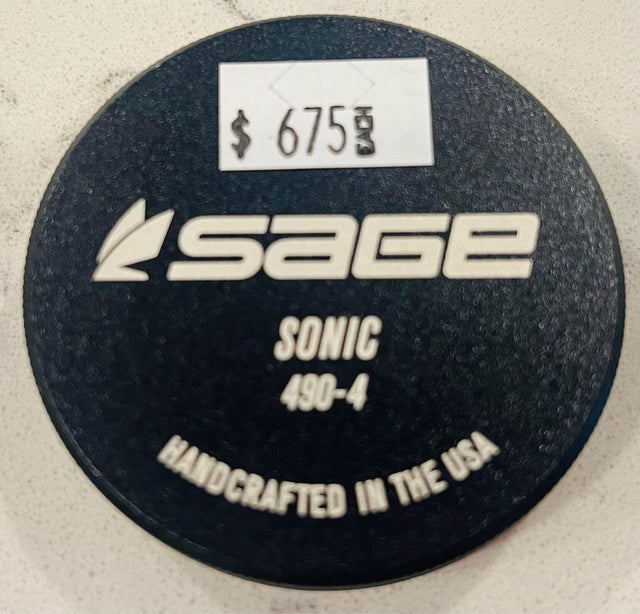 $ 675 EACH
SAGE
SONIC
490-4
HANDCRAFTED IN THE USA